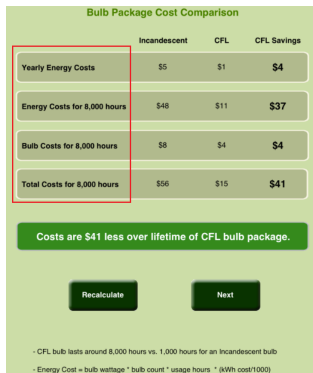 Bulb Package Cost Comparison
Incandescent CFL CFL Savings
Yearly Energy Costs $5 $1 $4
Energy Costs for 8,000 hours $48 $11 $37
Bulb Costs for 8,000 hours $8 $4 $4
Total Costs for 8,000 hours $56 $15 $41
Costs are $41 less over lifetime of CFL bulb package.
Recalculate Next
- CFL bulb lasts around 8,000 hours vs. 1,000 hours for an Incandescent bulb
- Energy Cost = bulb wattage * bulb count * usage hours * (kWh cost/1000)